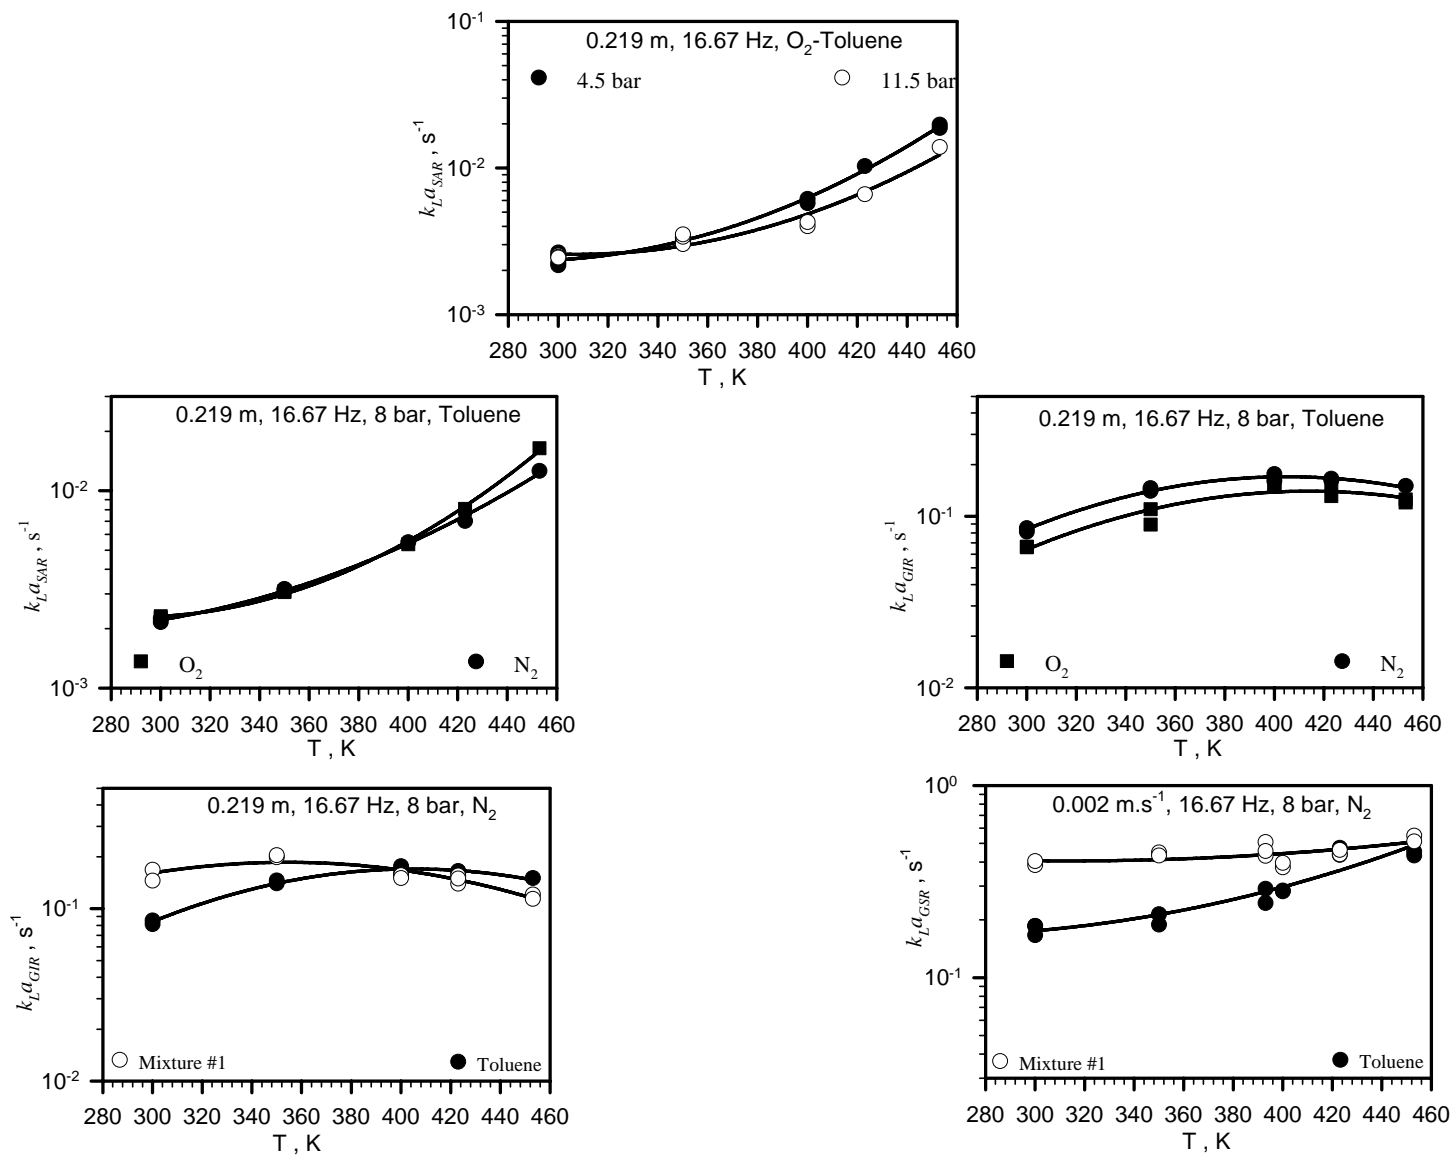 0.219 m, 16.67 Hz, O2-Toluene
4.5 bar 11.5 bar
10-1
10-2
10-3
kLaSAR , s-1
280 300 320 340 360 380 400 420 440 460
T , K
0.219 m, 16.67 Hz, 8 bar, Toluene
10-2
10-3
kLaSAR , s-1
O2 N2
280 300 320 340 360 380 400 420 440 460
T , K
0.219 m, 16.67 Hz, 8 bar, Toluene
10-1
10-2
kLaGIR , s-1
O2 N2
280 300 320 340 360 380 400 420 440 460
T , K
0.219 m, 16.67 Hz, 8 bar, N2
10-1
10-2
kLaGIR , s-1
Mixture #1 Toluene
280 300 320 340 360 380 400 420 440 460
T , K
0.002 m.s-1, 16.67 Hz, 8 bar, N2
100
10-1
kLaGSR , s-1
Mixture #1 Toluene
280 300 320 340 360 380 400 420 440 460
T , K